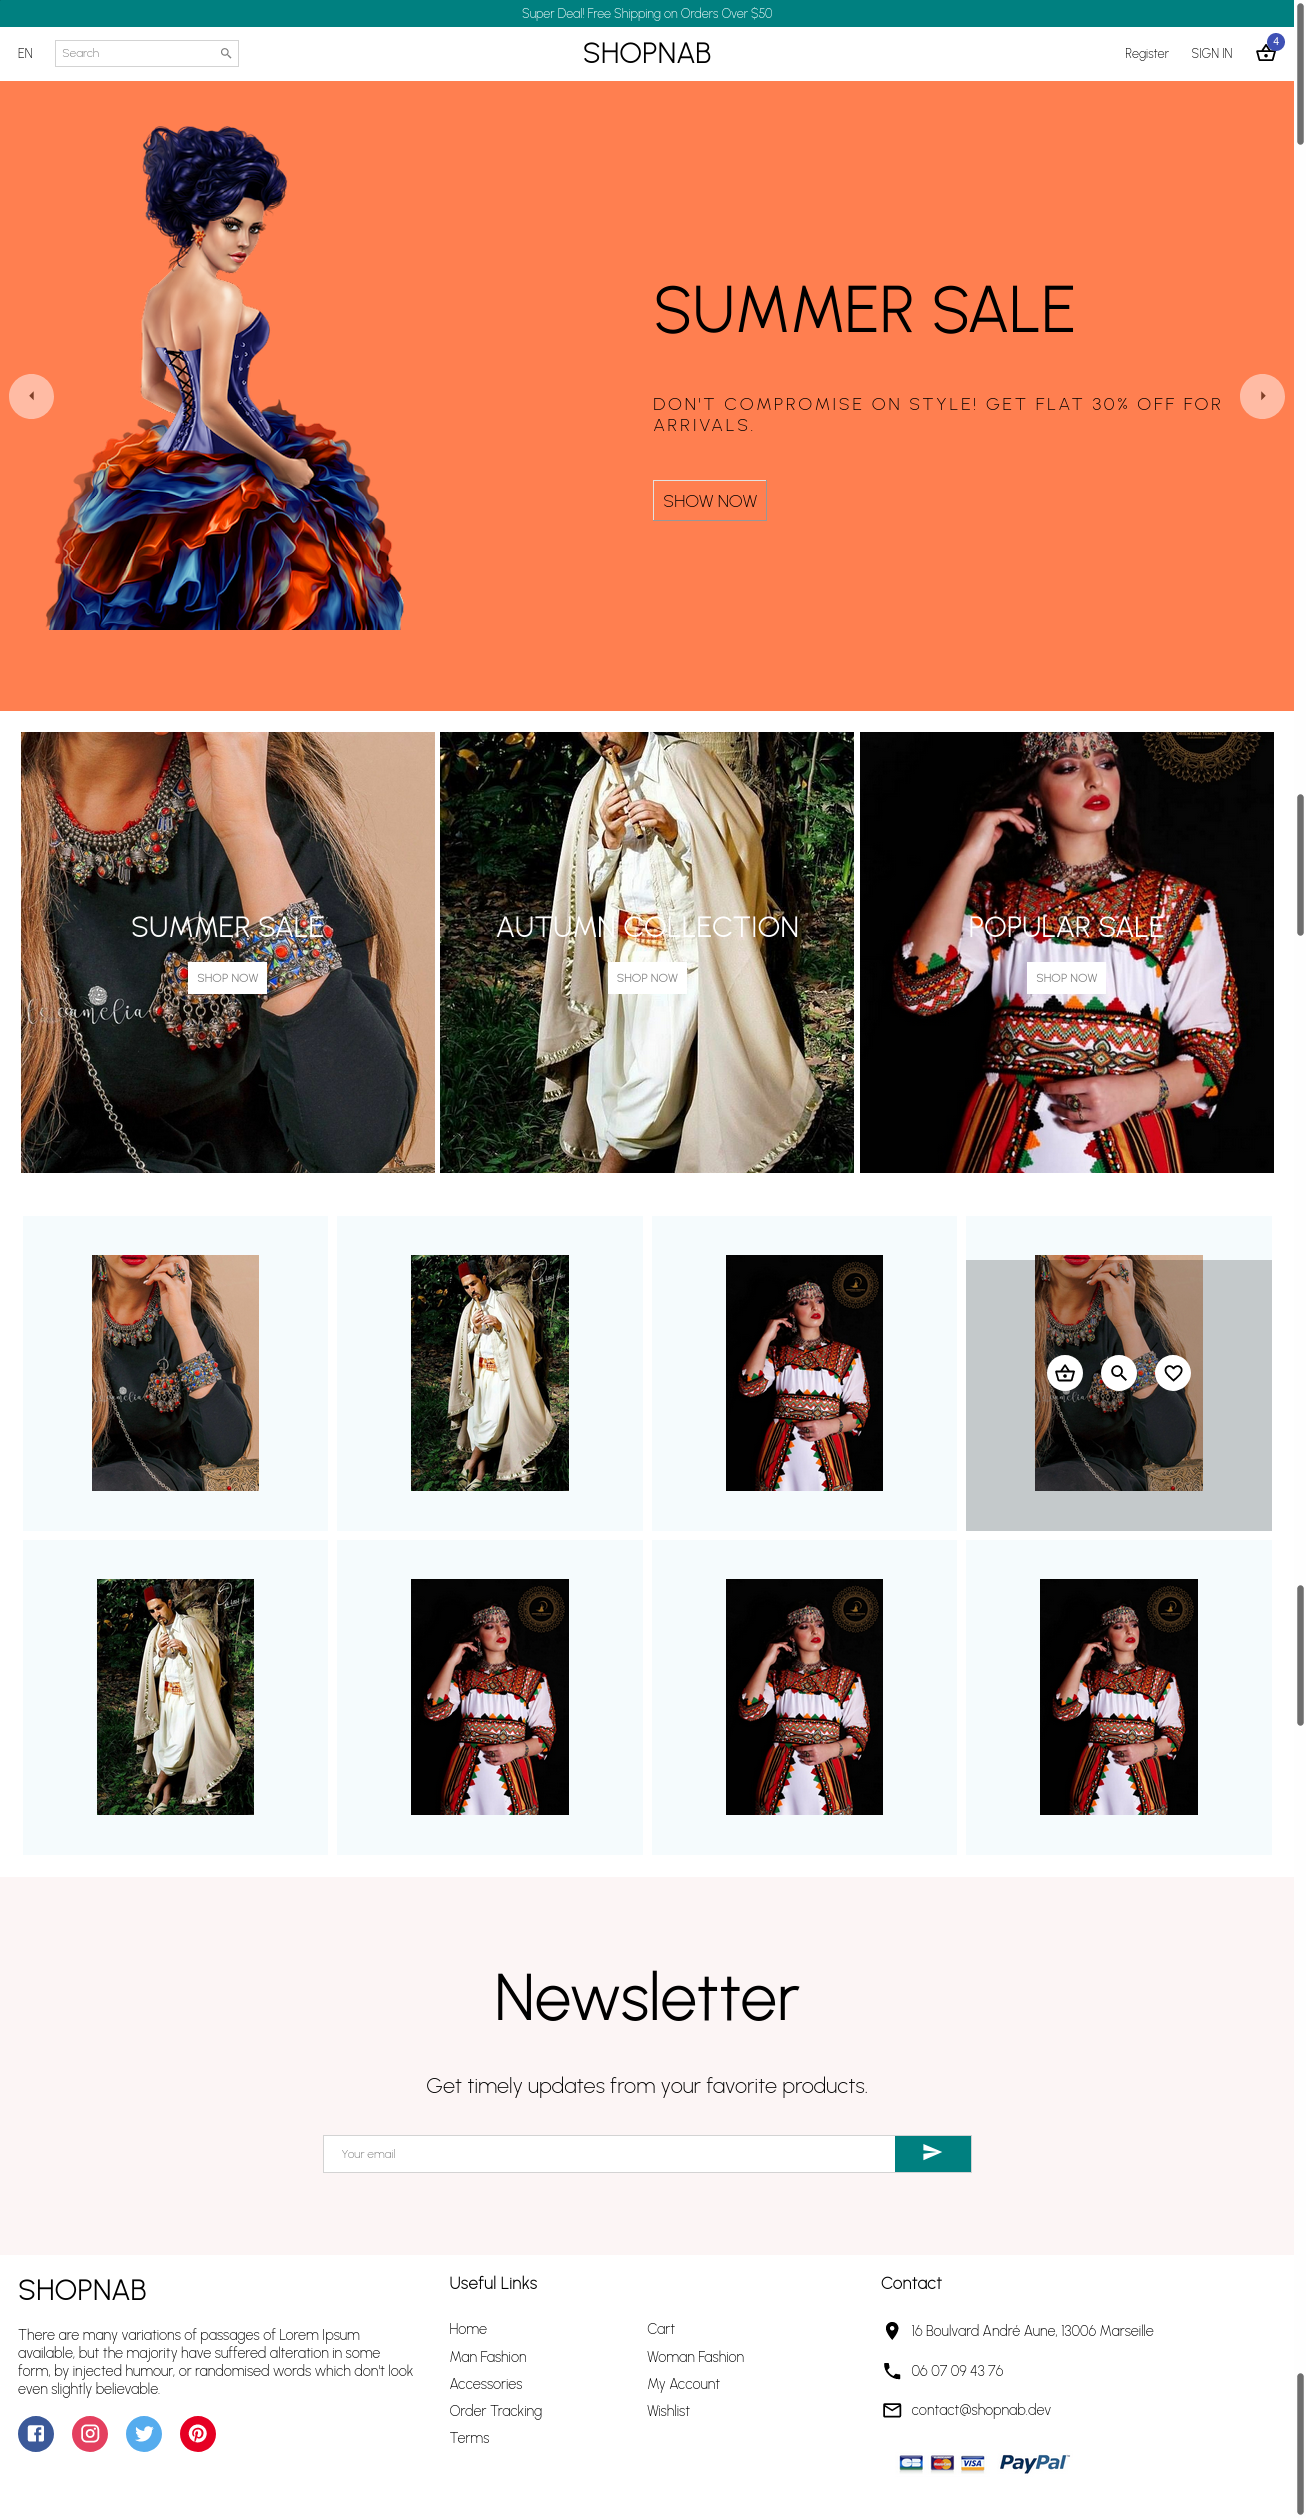 Super Deal! Free Shipping on Orders Over $50
EN
Search
SHOPNAB
Register
SIGN IN
4
SUMMER SALE
DON'T COMPROMISE ON STYLE! GET FLAT 30% OFF FOR
ARRIVALS.
SHOW NOW
SUMMER SALE
SHOP NOW
AUTUMN COLLECTION
SHOP NOW
POPULAR SALE
SHOP NOW
Newsletter
Get timely updates from your favorite products.
Your email
SHOPNAB
There are many variations of passages of Lorem Ipsum
available, but the majority have suffered alteration in some
form, by injected humour, or randomised words which don't look
even slightly believable.
Useful Links
Home
Cart
Man Fashion
Woman Fashion
Accessories
My Account
Order Tracking
Wishlist
Terms
Contact
16 Boulvard André Aune, 13006 Marseille
06 07 09 43 76
contact@shopnab.dev
CB
VISA
PayPal